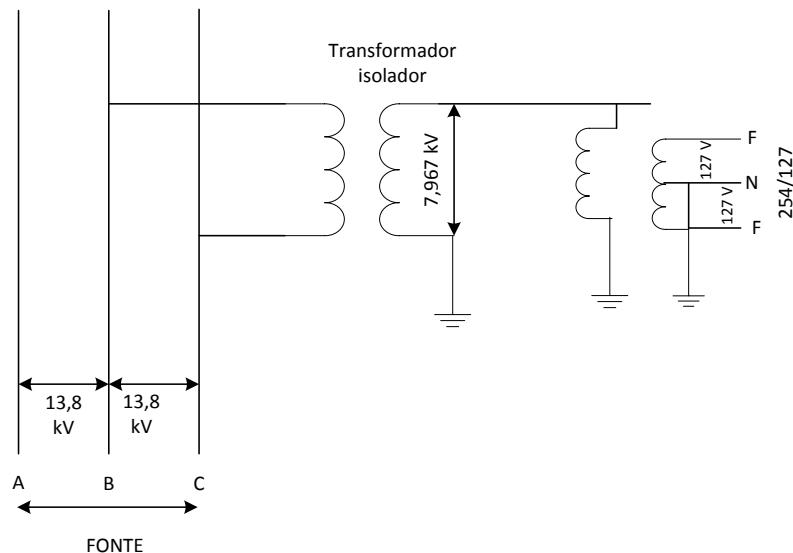 Transformador
isolador
7,967 kV
127 V
127 V
F
N
F
254/127
13,8
kV
13,8
kV
A
B
C
FONTE